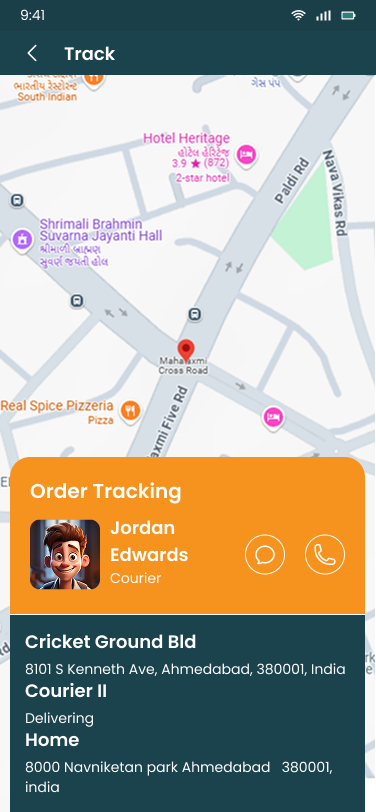 9:41
Track
ભારતીય રેસ્ટોરન્ટ
South Indian
ગેસ પંપ
Hotel Heritage
હોટેલ હેરિટેજ
3.9 ★ (872)
2-star hotel
Paldi Rd
Nava Vikas Rd
Shrimali Brahmin
Suvarna Jayanti Hall
શ્રીમાળી બ્રાહ્મણ
સુવર્ણ જયંતી હોલ
Mahalaxmi
Cross Road
Real Spice Pizzeria
Pizza
axmi Five Rd
Order Tracking
Jordan
Edwards
Courier
Cricket Ground Bld
8101 S Kenneth Ave, Ahmedabad, 380001, India
Courier II
Delivering
Home
8000 Navniketan park Ahmedabad 380001,
india